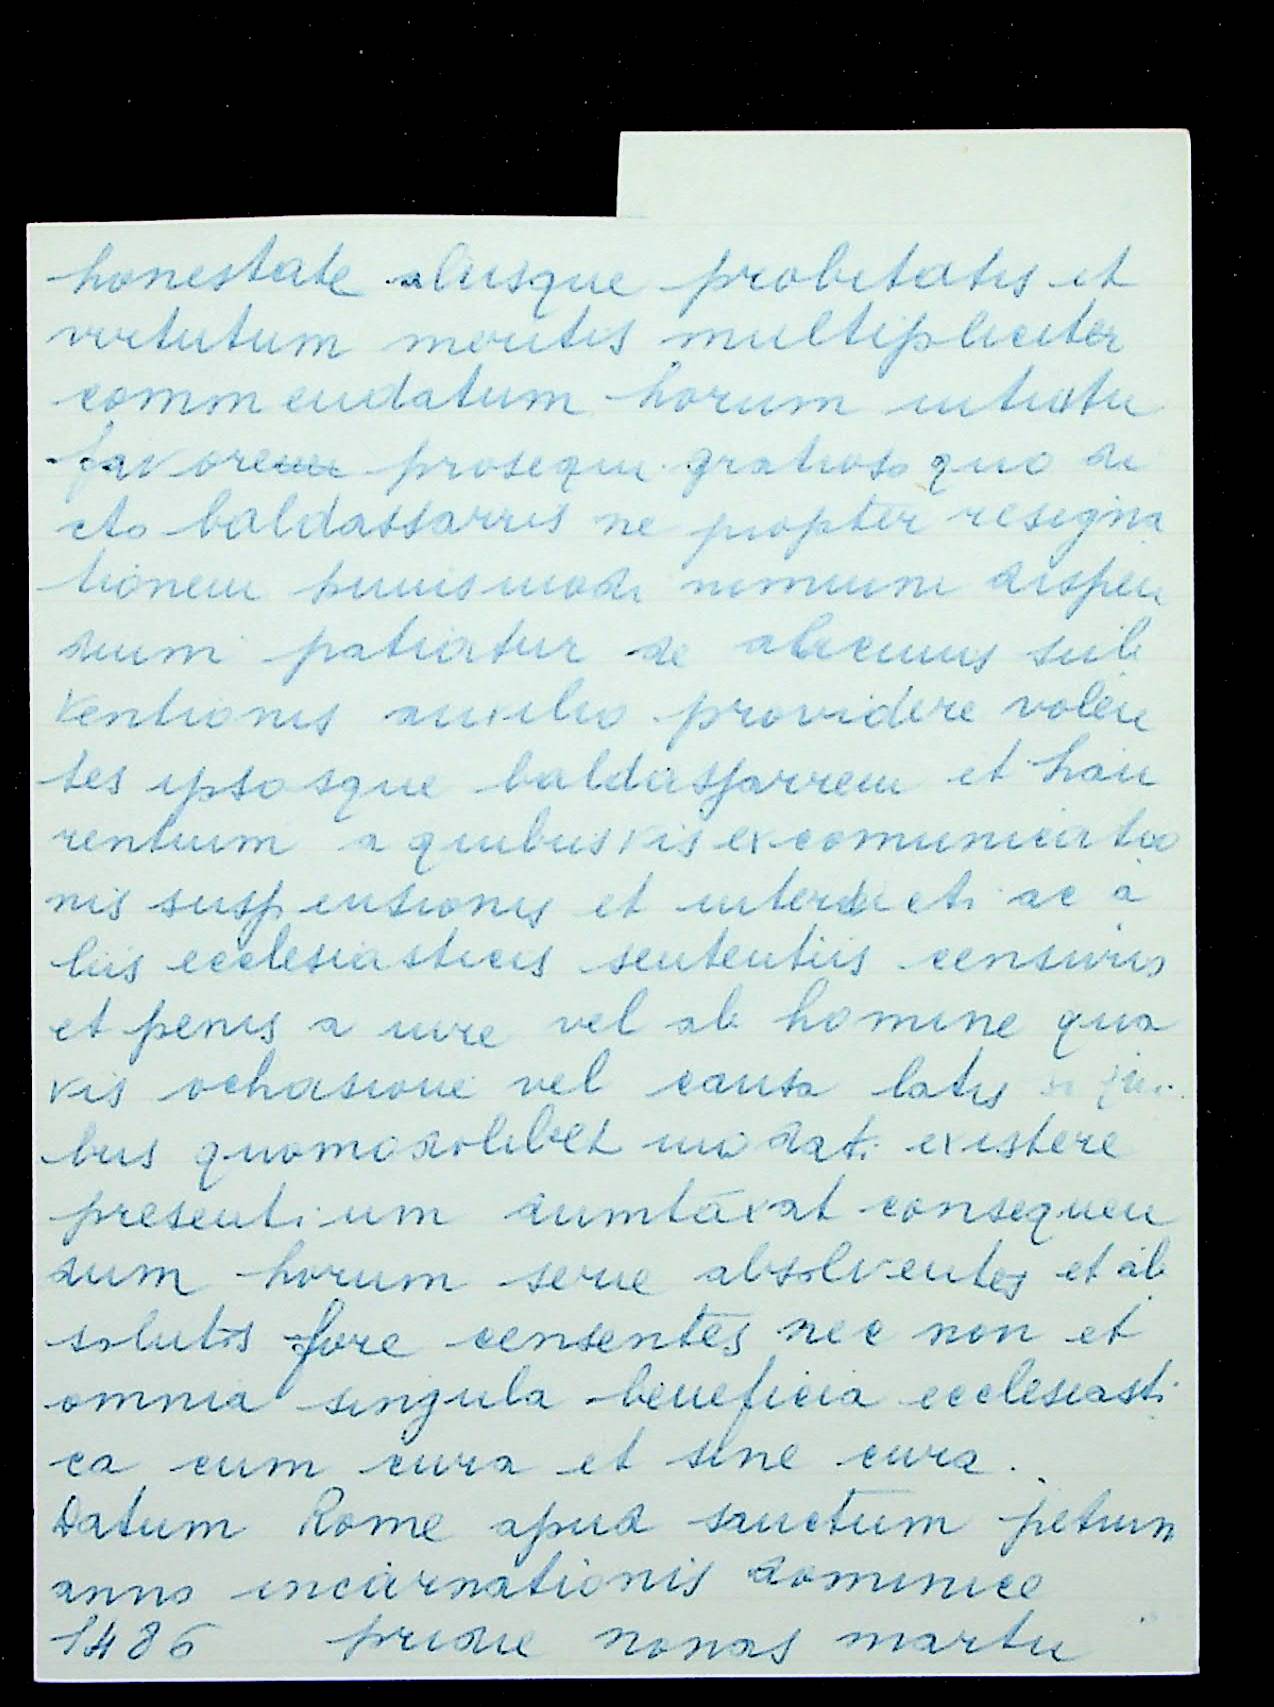 honestate aliisque probitatis et
virtutum meritis multipliciter
commendatum horum intuitu
favorem prosequi gratioso quo di
cto baldassarris ne propter resigna
tionem huiusmodi nimium dispen
dium patiatur de alicuius sub
ventionis auxilio providere volen
tes ipsosque baldassarrem et hau
rentium a quibusvis excomunicatio
nis suspensionis et interdicti ac a
liis ecclesiasticis sententiis censuris
et penis a iure vel ab homine qua
vis ochasione vel causa latis si qui
bus quomodolibet inodati existere
presentium dumtaxat consequen
dum horum serie absolventes et ab
solutos fore censentes nec non et
omnia singula beneficia ecclesiasti
ca cum cura et sine cura.
Datum Rome apud sanctum petrum
anno incarnationis dominice
1486 pridie nonas martii